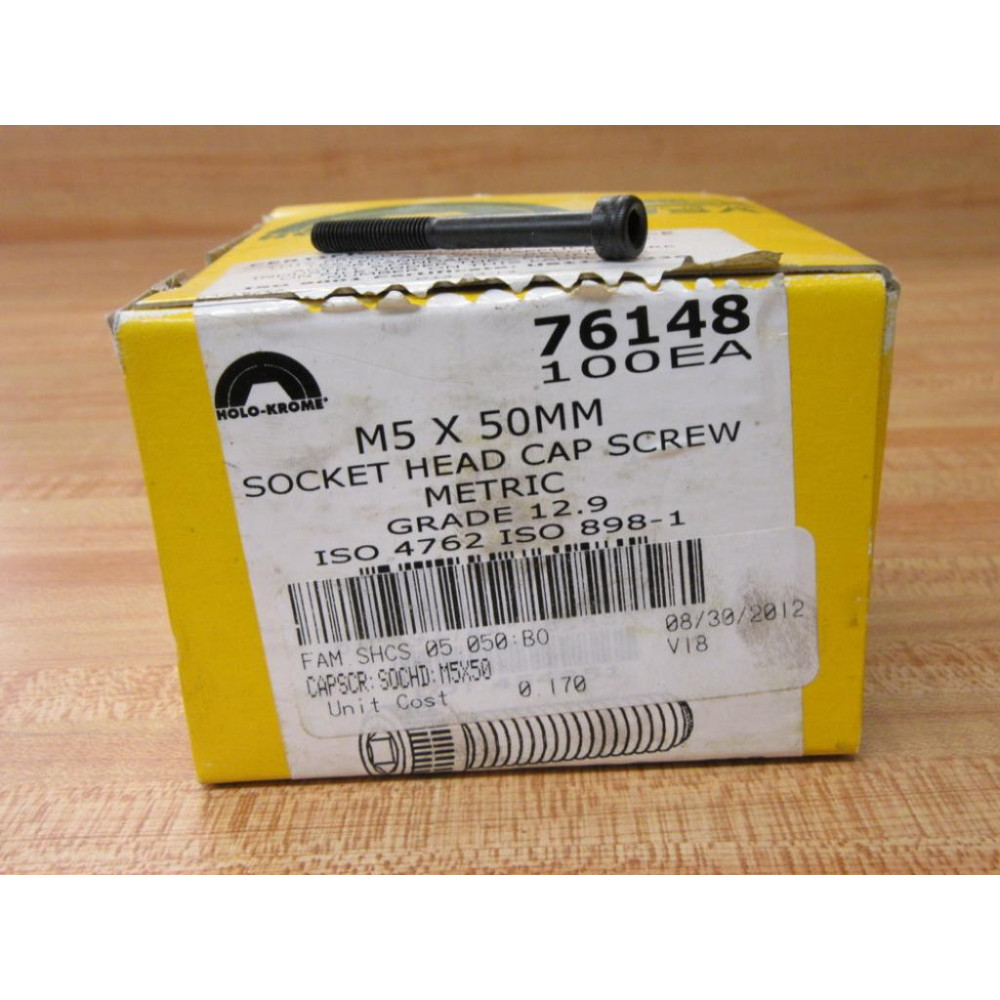 76148
100EA
HOLO-KROME®
M5 X 50MM
SOCKET HEAD CAP SCREW
METRIC
GRADE 12.9
ISO 4762 ISO 898-1
FAM SHCS 05 050:BO
08/30/2012
CAPSCR:SOCHD:M5X50
V18
Unit Cost 0.170